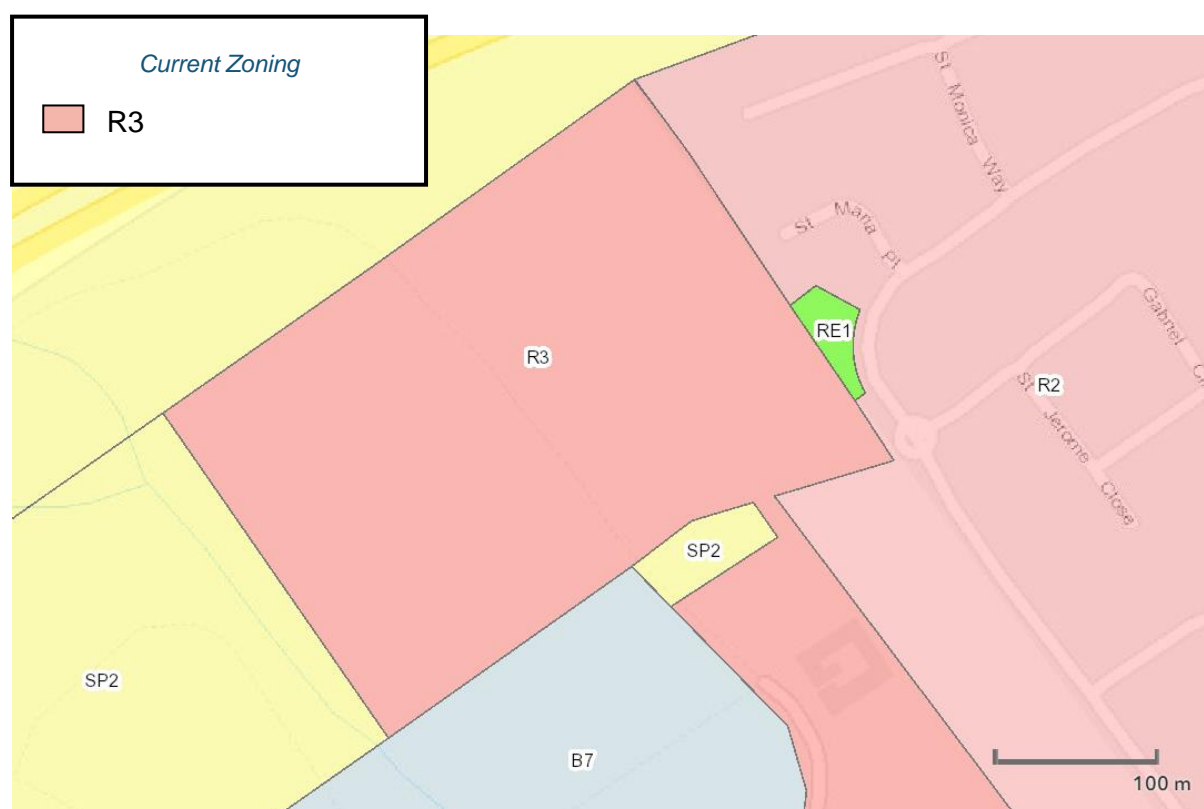 Current Zoning
R3
St Monica Way
St Maria Pl
RE1
R3
Gabriel
R2
St Jerome Close
SP2
SP2
B7
100 m